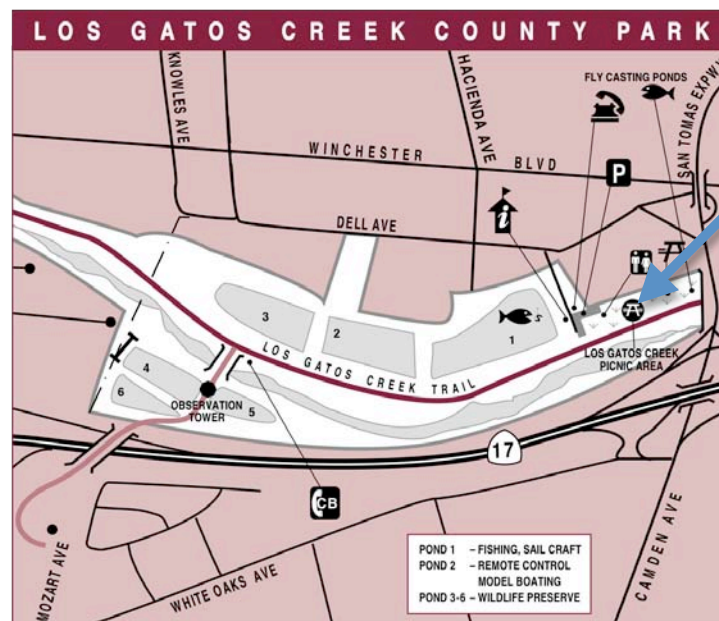 LOS GATOS CREEK COUNTY PARK
KNOWLES AVE
HACIENDA AVE
FLY CASTING PONDS
SAN TOMAS EXPWY
WINCHESTER BLVD
P
DELL AVE
i
3
2
1
s
LOS GATOS CREEK TRAIL
LOS GATOS CREEK
PICNIC AREA
4
6
5
OBSERVATION
TOWER
17
CB
MOZART AVE
WHITE OAKS AVE
CAMDEN AVE
POND 1 – FISHING, SAIL CRAFT
POND 2 – REMOTE CONTROL
MODEL BOATING
POND 3-6 – WILDLIFE PRESERVE